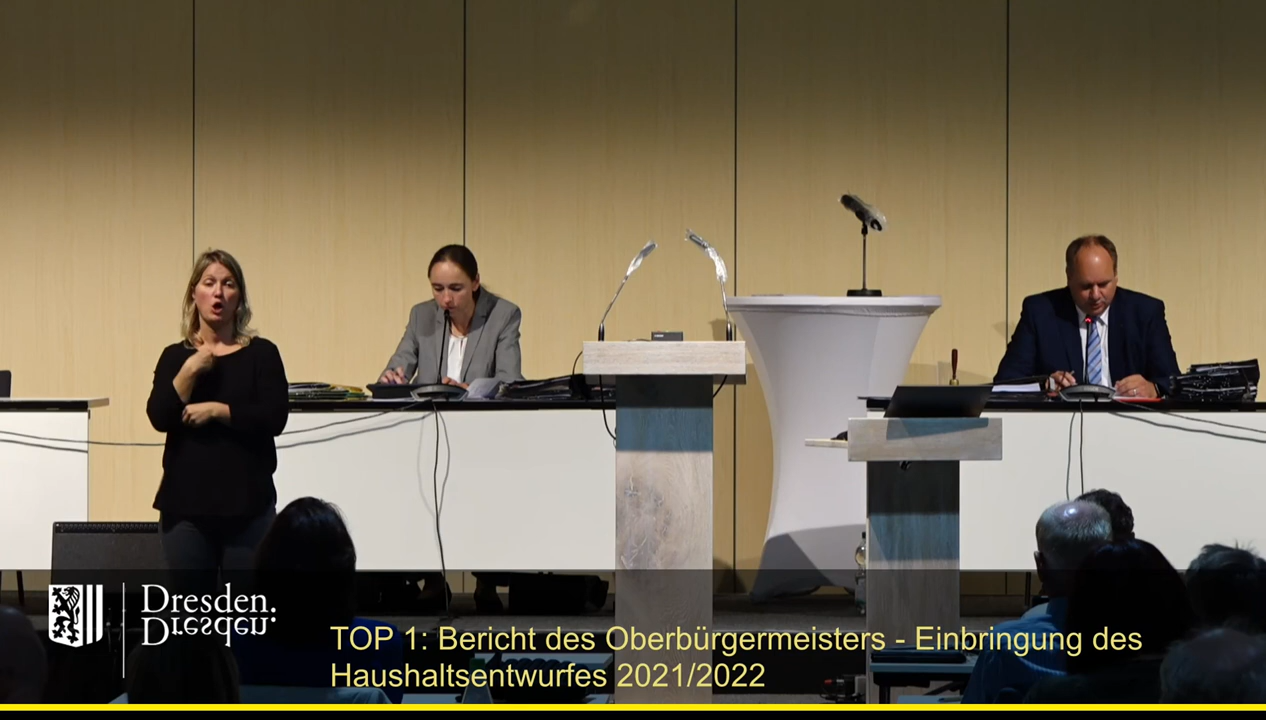 Dresden.
Dresden.
TOP 1: Bericht des Oberbürgermeisters - Einbringung des
Haushaltsentwurfes 2021/2022